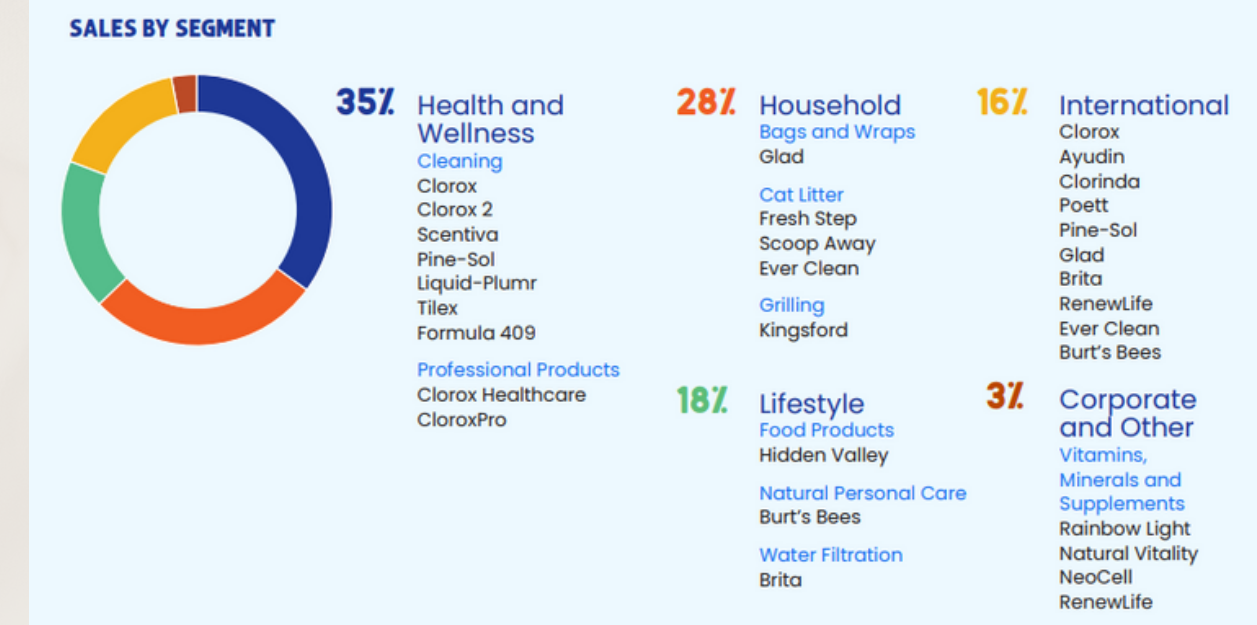 SALES BY SEGMENT
35%
Health and
Wellness
Cleaning
Clorox
Clorox 2
Scentiva
Pine-Sol
Liquid-Plumr
Tilex
Formula 409
Professional Products
Clorox Healthcare
CloroxPro
28%
Household
Bags and Wraps
Glad
Cat Litter
Fresh Step
Scoop Away
Ever Clean
Grilling
Kingsford
18%
Lifestyle
Food Products
Hidden Valley
Natural Personal Care
Burt's Bees
Water Filtration
Brita
16%
International
Clorox
Ayudin
Clorinda
Poett
Pine-Sol
Glad
Brita
RenewLife
Ever Clean
Burt's Bees
3%
Corporate
and Other
Vitamins,
Minerals and
Supplements
Rainbow Light
Natural Vitality
NeoCell
RenewLife